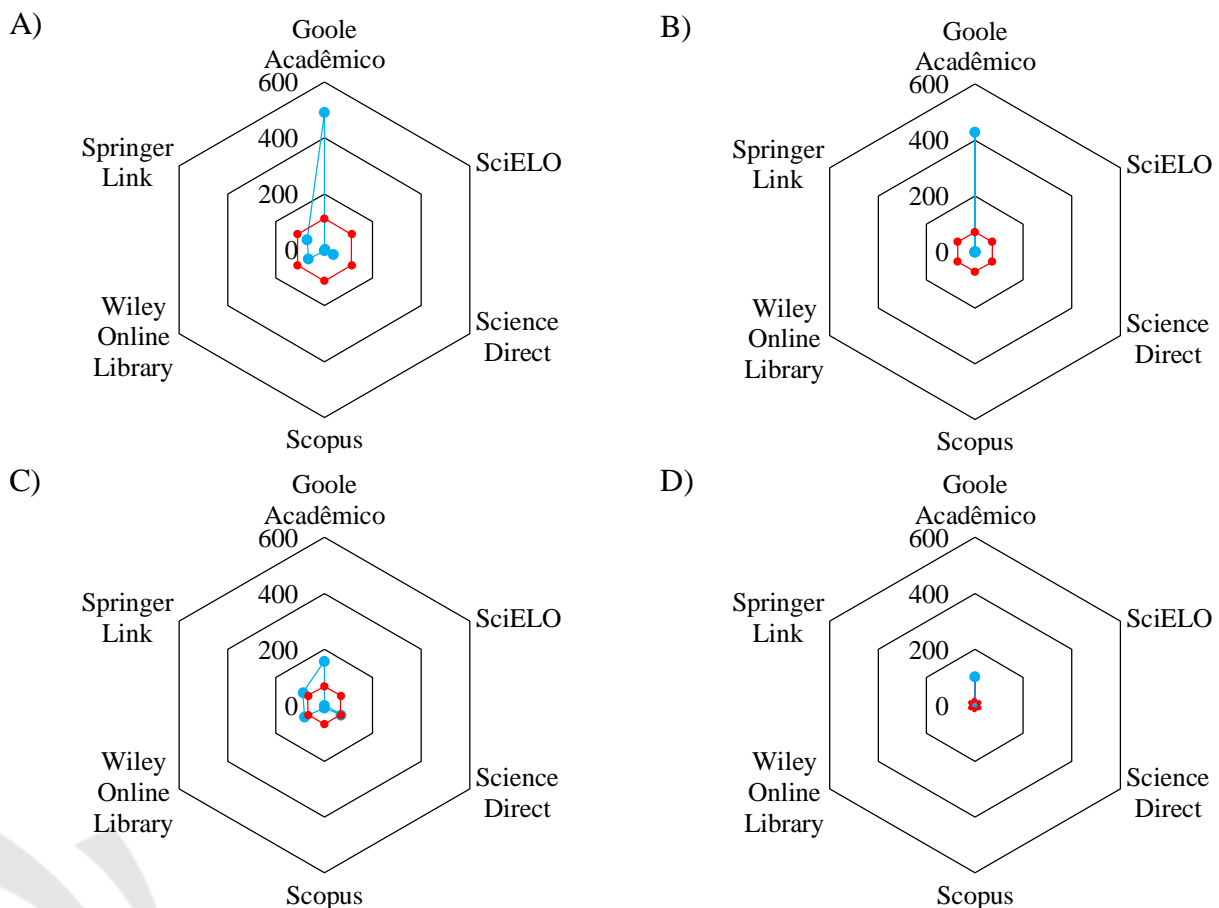 A)
Goole
Acadêmico
600
400
200
0
SciELO
Science
Direct
Scopus
Wiley
Online
Library
Springer
Link
B)
Goole
Acadêmico
600
400
200
0
SciELO
Science
Direct
Scopus
Wiley
Online
Library
Springer
Link
C)
Goole
Acadêmico
600
400
200
0
SciELO
Science
Direct
Scopus
Wiley
Online
Library
Springer
Link
D)
Goole
Acadêmico
600
400
200
0
SciELO
Science
Direct
Scopus
Wiley
Online
Library
Springer
Link